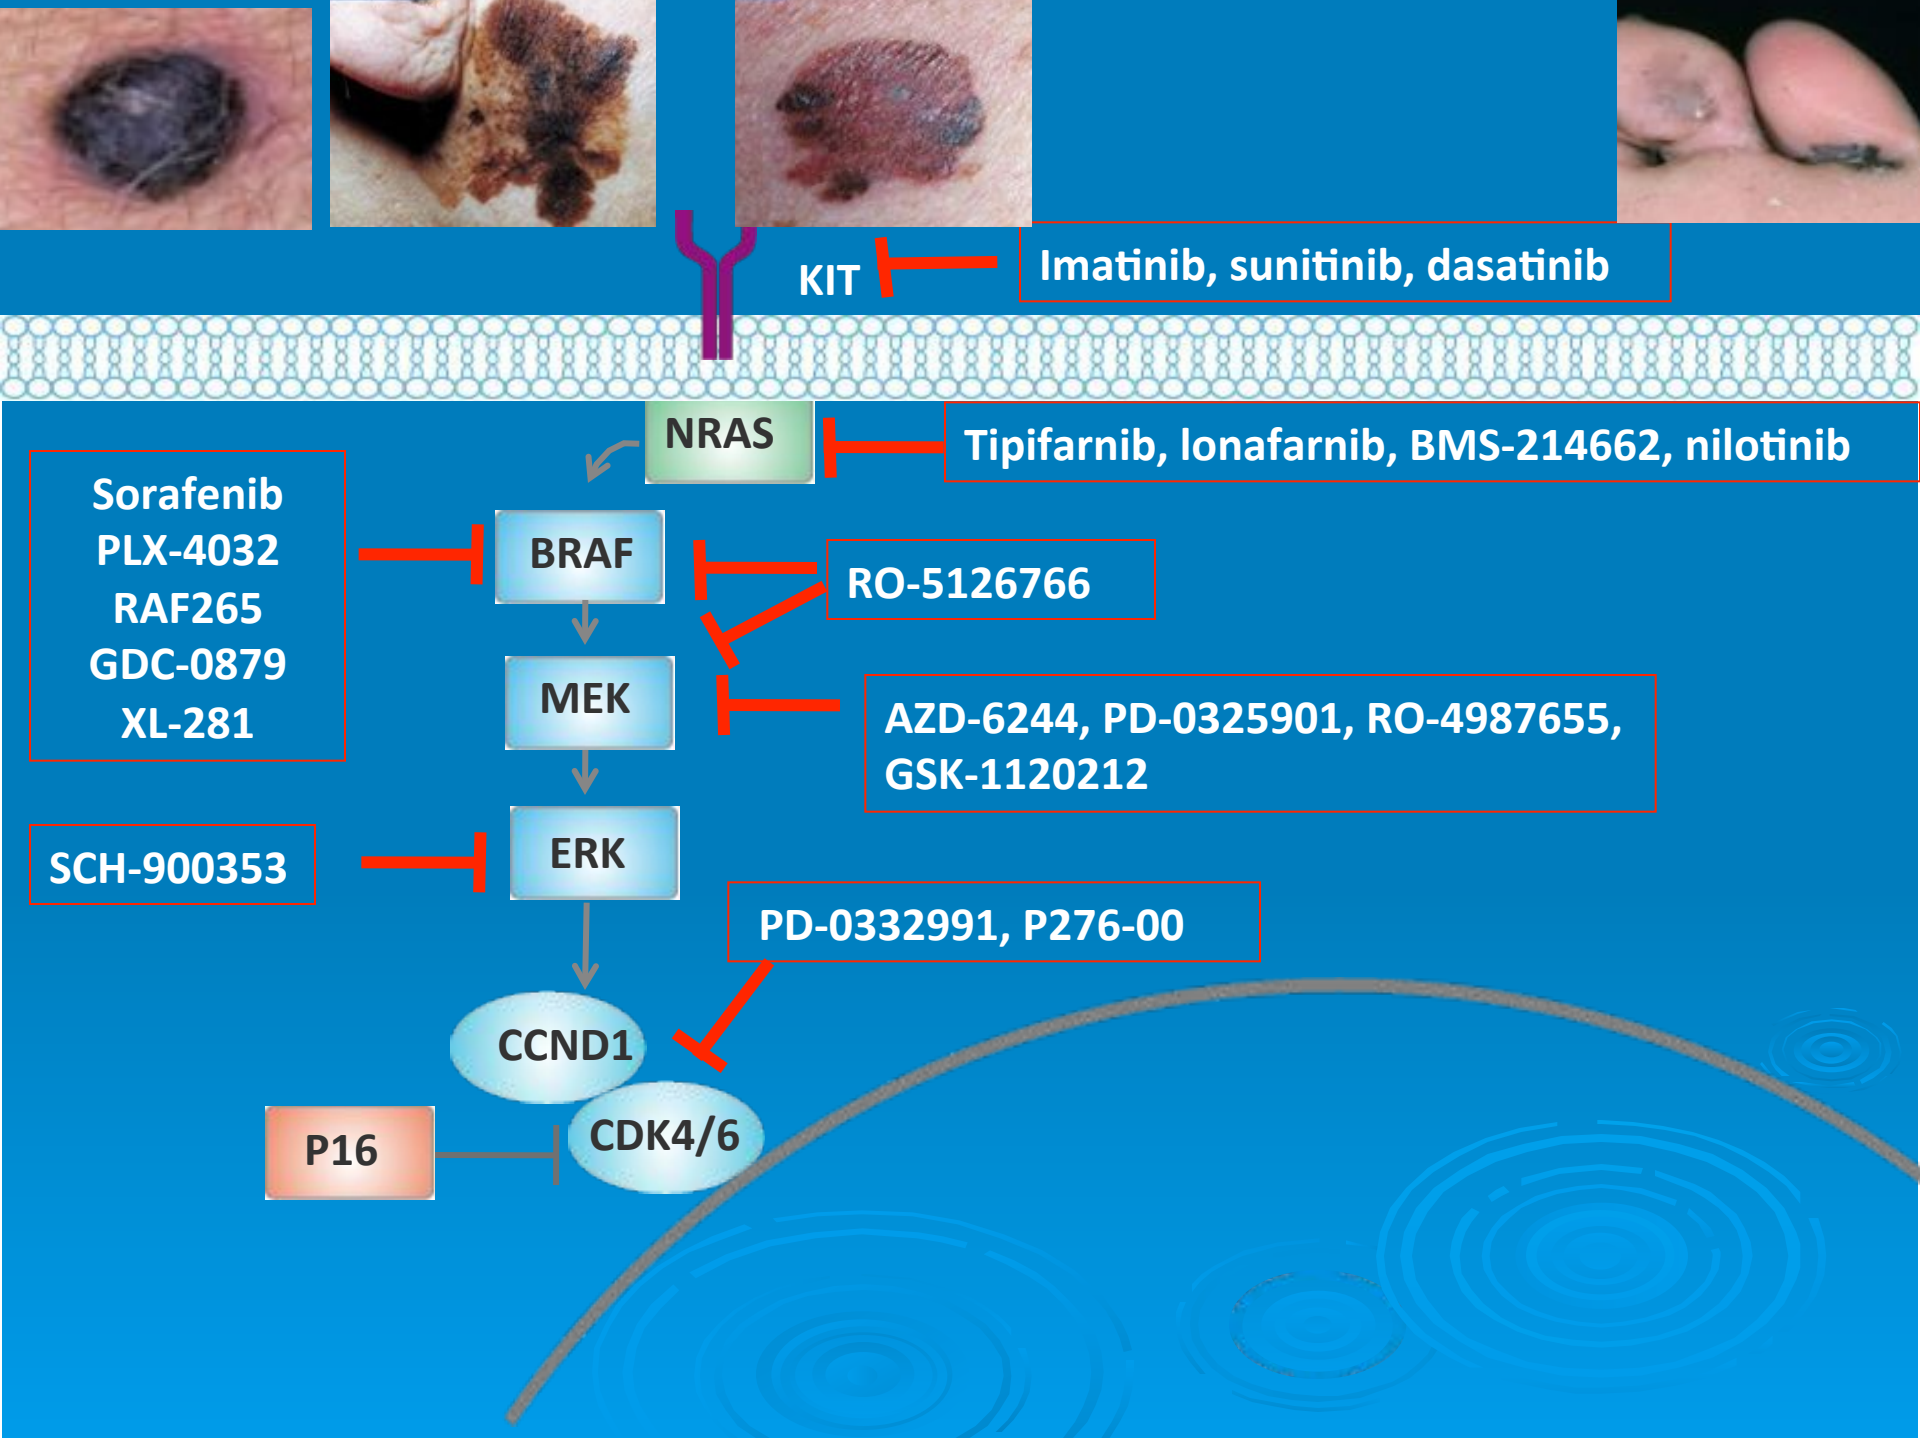 KIT
Imatinib, sunitinib, dasatinib
NRAS
Tipifarnib, lonafarnib, BMS-214662, nilotinib
Sorafenib
PLX-4032
RAF265
GDC-0879
XL-281
BRAF
RO-5126766
MEK
AZD-6244, PD-0325901, RO-4987655,
GSK-1120212
SCH-900353
ERK
PD-0332991, P276-00
CCND1
CDK4/6
P16